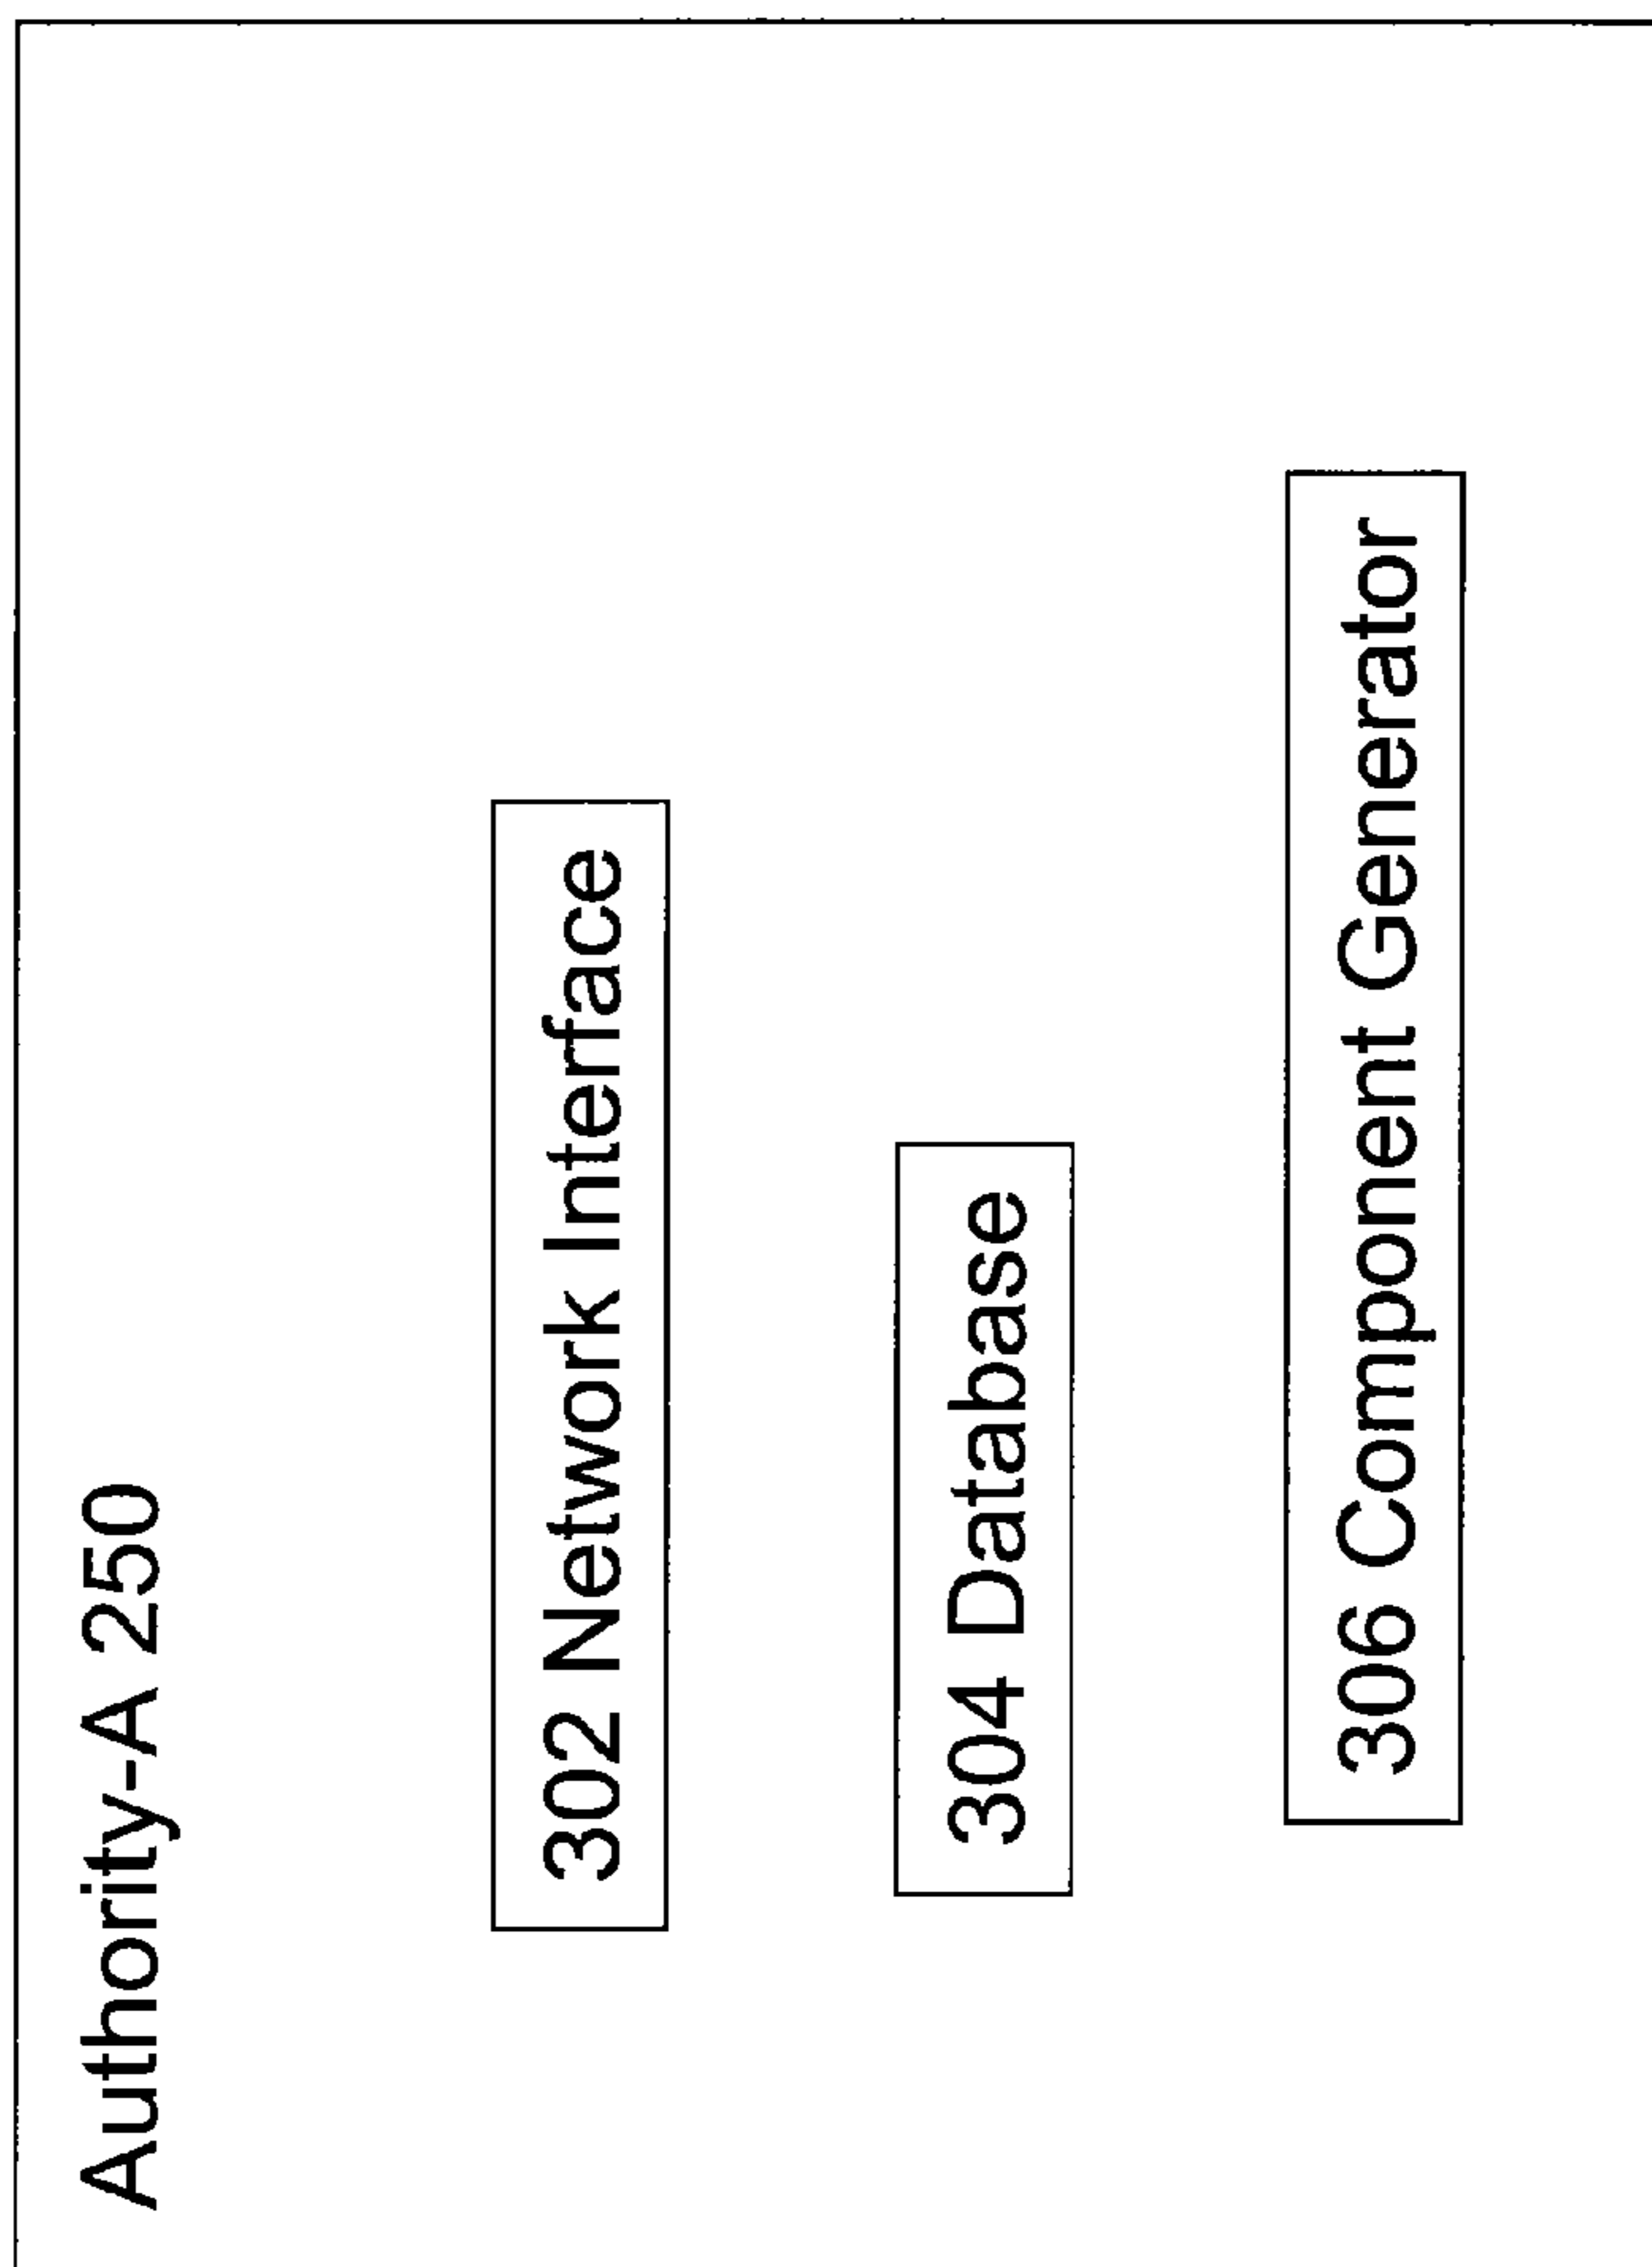 Authority-A 250
302 Network Interface
304 Database
306 Component Generator